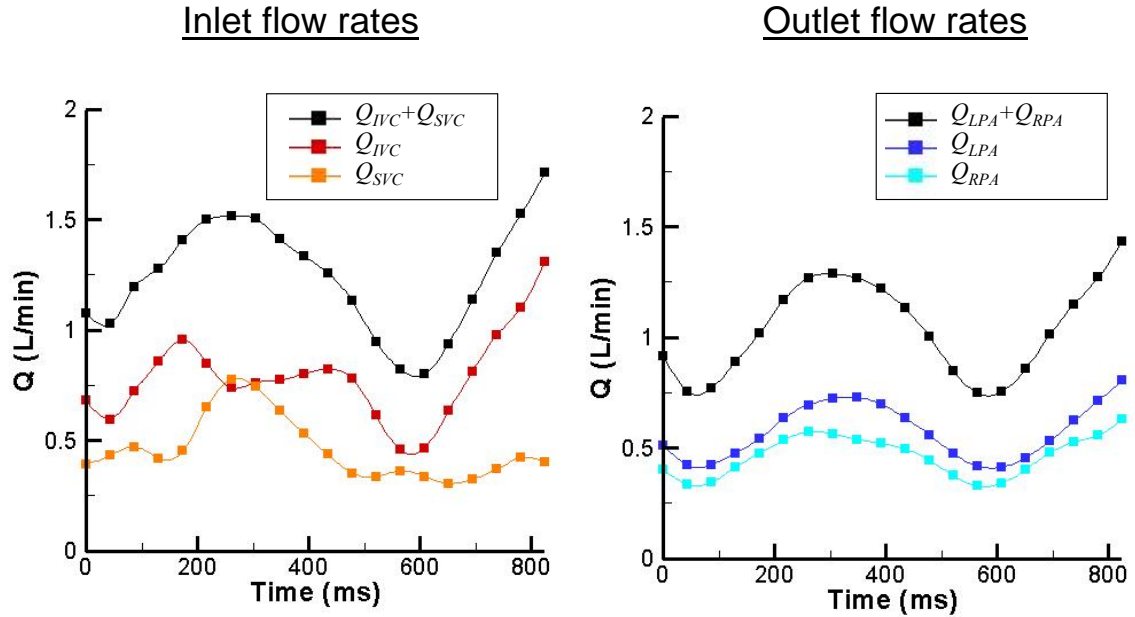 Inlet flow rates
Outlet flow rates
Q_IVC+Q_SVC
Q_IVC
Q_SVC
2
1.5
1
0.5
0
Q (L/min)
0 200 400 600 800
Time (ms)
Q_LPA+Q_RPA
Q_LPA
Q_RPA
2
1.5
1
0.5
0
Q (L/min)
0 200 400 600 800
Time (ms)